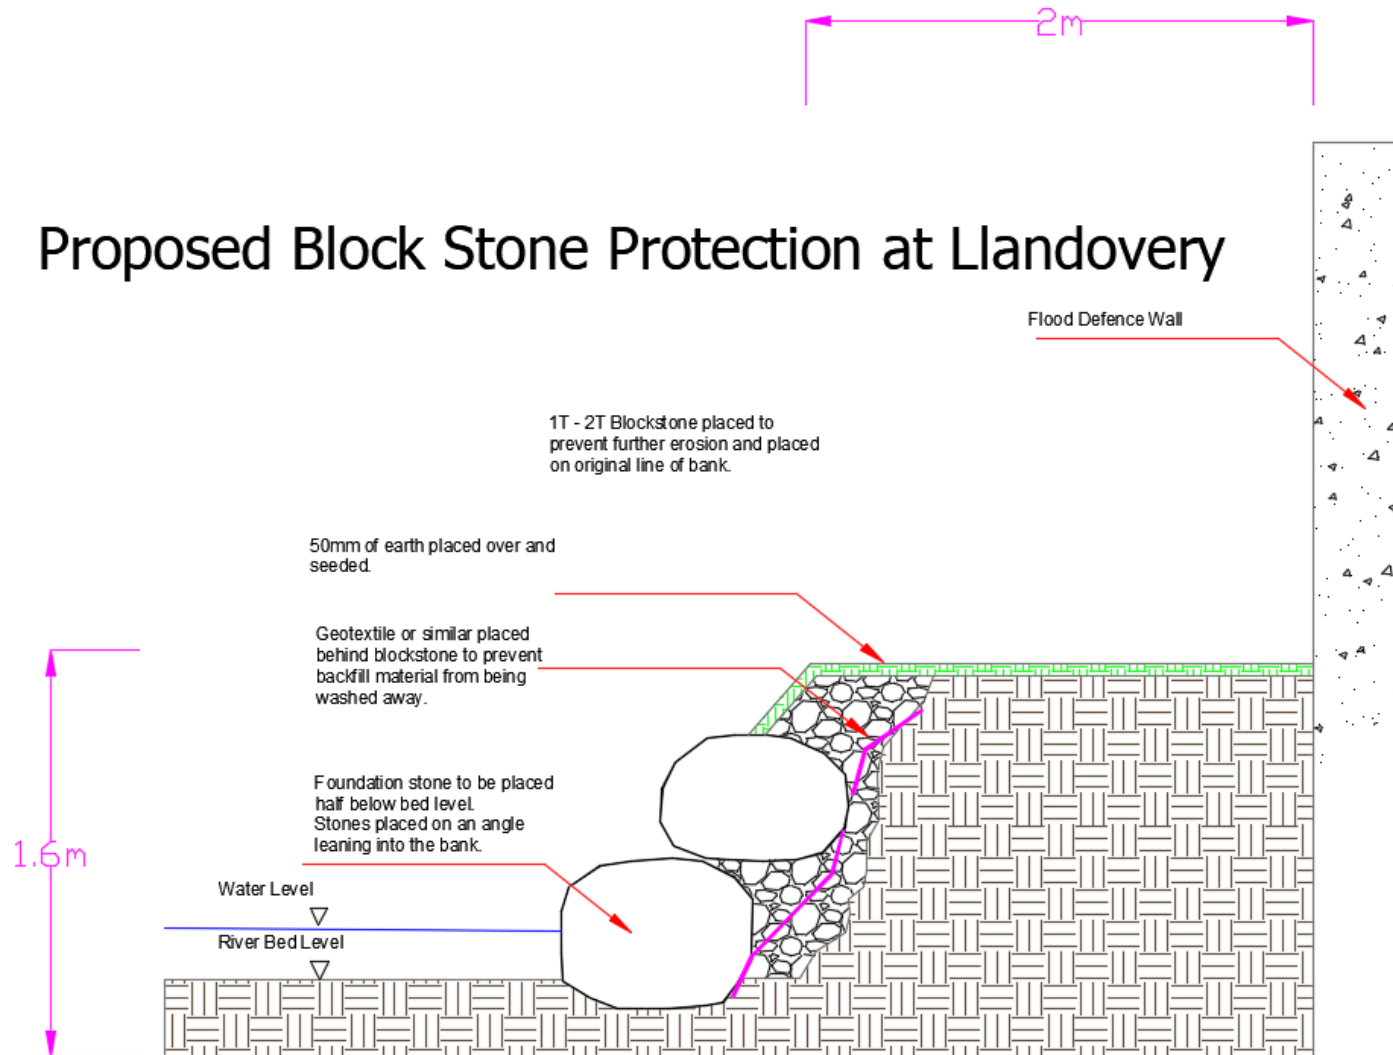 2m
Proposed Block Stone Protection at Llandovery
Flood Defence Wall
1T - 2T Blockstone placed to
prevent further erosion and placed
on original line of bank.
50mm of earth placed over and
seeded.
Geotextile or similar placed
behind blockstone to prevent
backfill material from being
washed away.
Foundation stone to be placed
half below bed level.
Stones placed on an angle
leaning into the bank.
1.6m
Water Level
River Bed Level